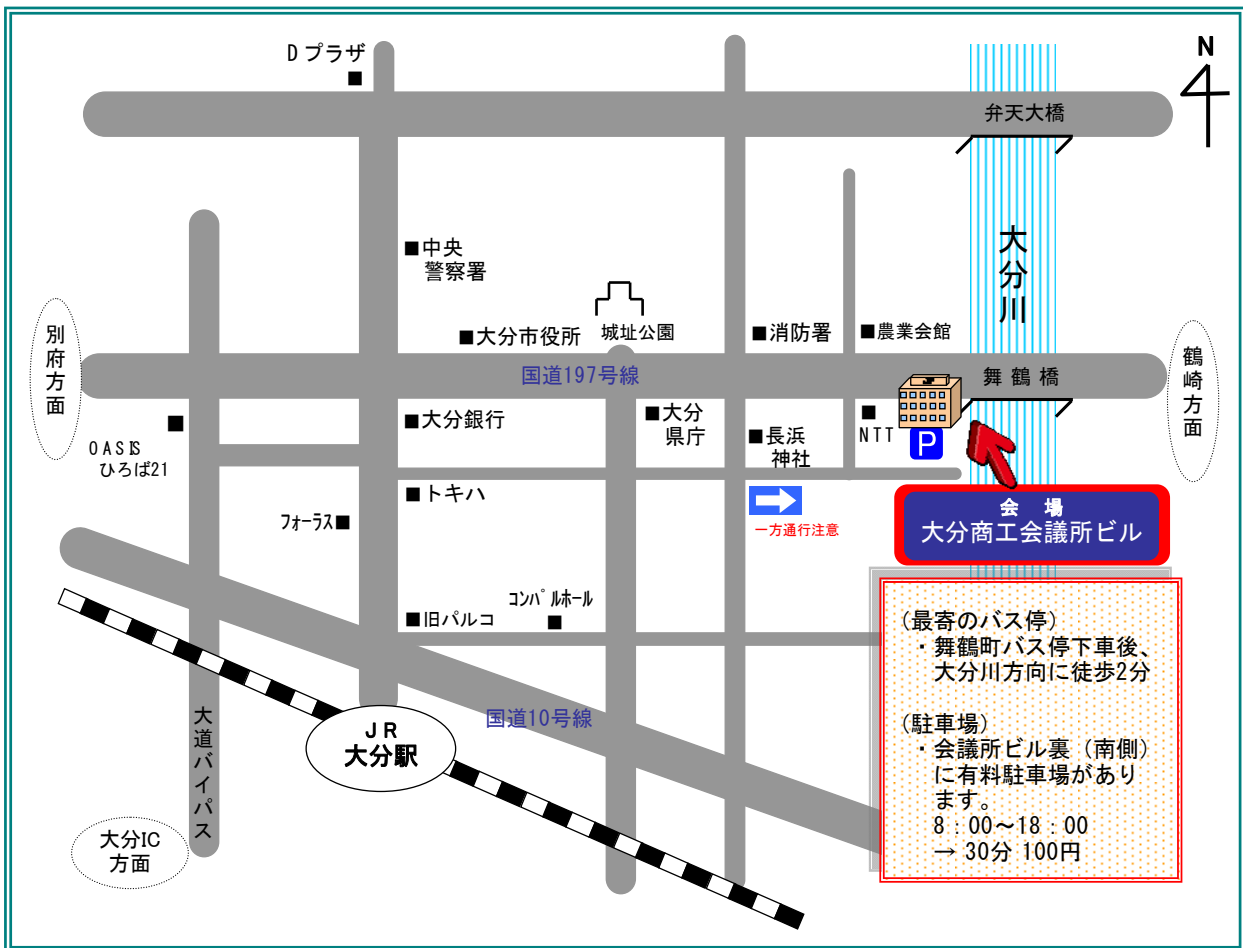 D プラザ
N
弁天大橋
大分川
■中央
警察署
■大分市役所
城址公園
■消防署
■農業会館
別府方面
国道197号線
舞鶴橋
鶴崎方面
OASIS
ひろば21
■大分銀行
■大分
県庁
■長浜
神社
NTT
P
■トキハ
フォーラス■
一方通行注意
会 場
大分商工会議所ビル
■旧パルコ
コンパルホール
国道10号線
大道バイパス
JR
大分駅
大分IC
方面
(最寄のバス停)
・舞鶴町バス停下車後、
大分川方向に徒歩2分
(駐車場)
・会議所ビル裏(南側)
に有料駐車場があり
ます。
8:00～18:00
→ 30分 100円